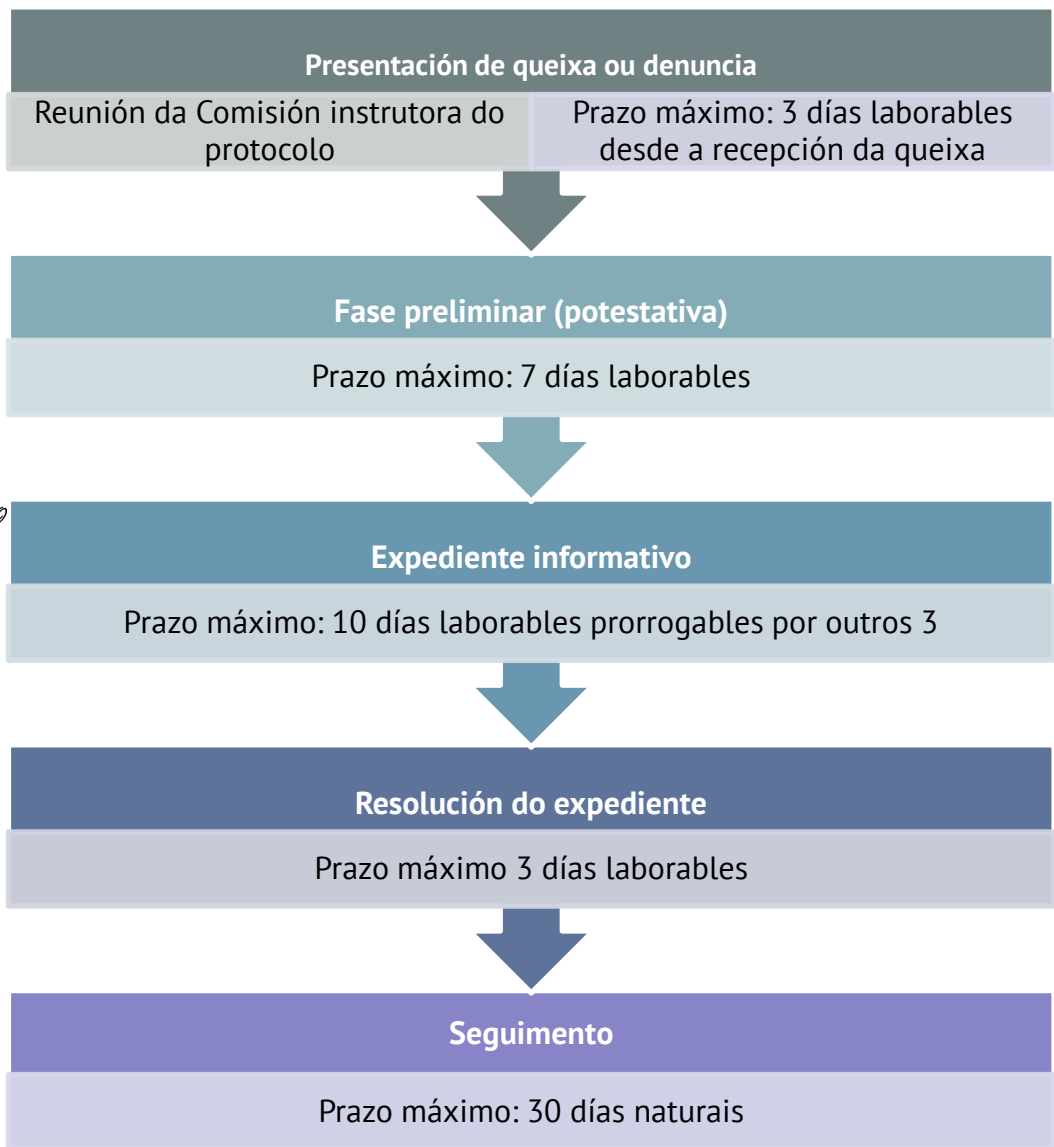 Presentación de queixa ou denuncia
Reunión da Comisión instrutora do
protocolo
Prazo máximo: 3 días laborables
desde a recepción da queixa
Fase preliminar (potestativa)
Prazo máximo: 7 días laborables
Expediente informativo
Prazo máximo: 10 días laborables prorrogables por outros 3
Resolución do expediente
Prazo máximo 3 días laborables
Seguimento
Prazo máximo: 30 días naturais